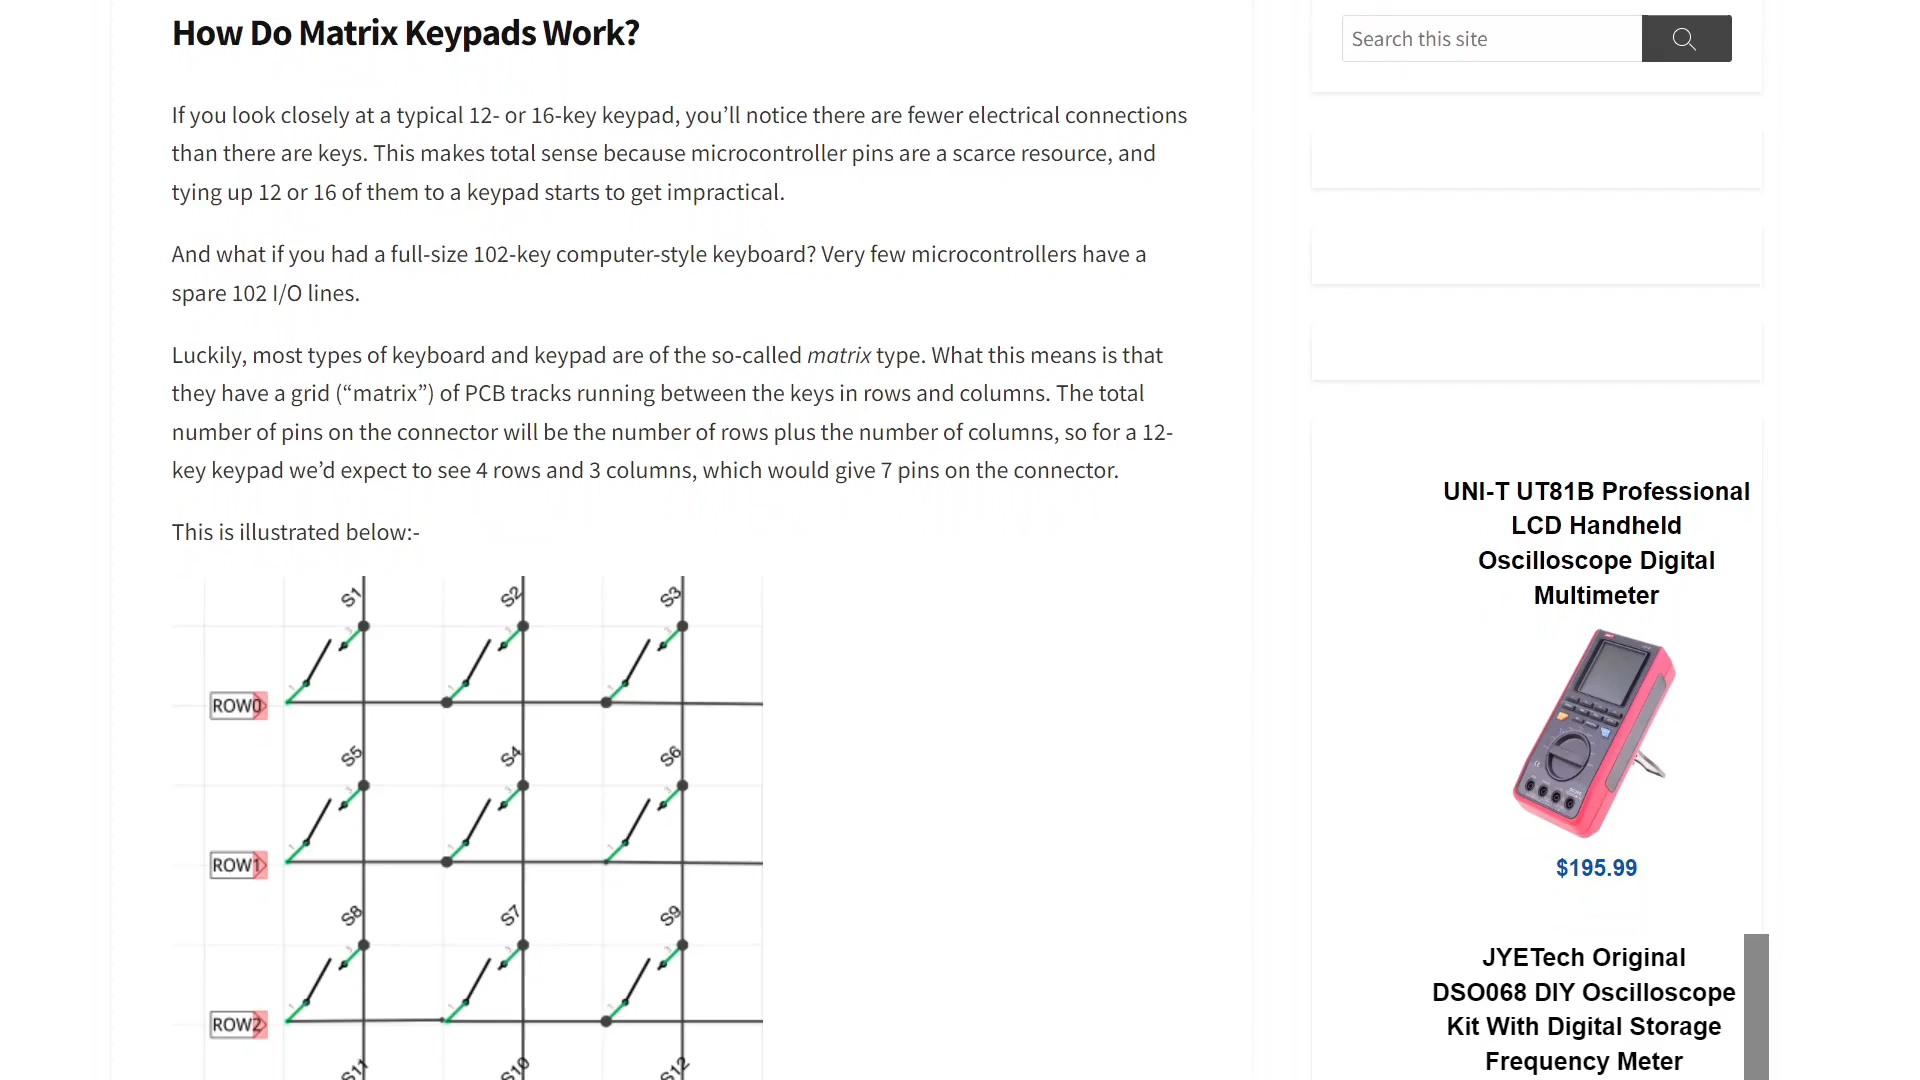 How Do Matrix Keypads Work?
If you look closely at a typical 12- or 16-key keypad, you’ll notice there are fewer electrical connections
than there are keys. This makes total sense because microcontroller pins are a scarce resource, and
tying up 12 or 16 of them to a keypad starts to get impractical.
And what if you had a full-size 102-key computer-style keyboard? Very few microcontrollers have a
spare 102 I/O lines.
Luckily, most types of keyboard and keypad are of the so-called matrix type. What this means is that
they have a grid (“matrix”) of PCB tracks running between the keys in rows and columns. The total
number of pins on the connector will be the number of rows plus the number of columns, so for a 12-
key keypad we’d expect to see 4 rows and 3 columns, which would give 7 pins on the connector.
This is illustrated below:-
S1 S2 S3
ROW0
S5 S4 S6
ROW1
S8 S7 S9
ROW2
S11 S10 S12
Search this site
UNI-T UT81B Professional
LCD Handheld
Oscilloscope Digital
Multimeter
$195.99
JYETech Original
DSO068 DIY Oscilloscope
Kit With Digital Storage
Frequency Meter